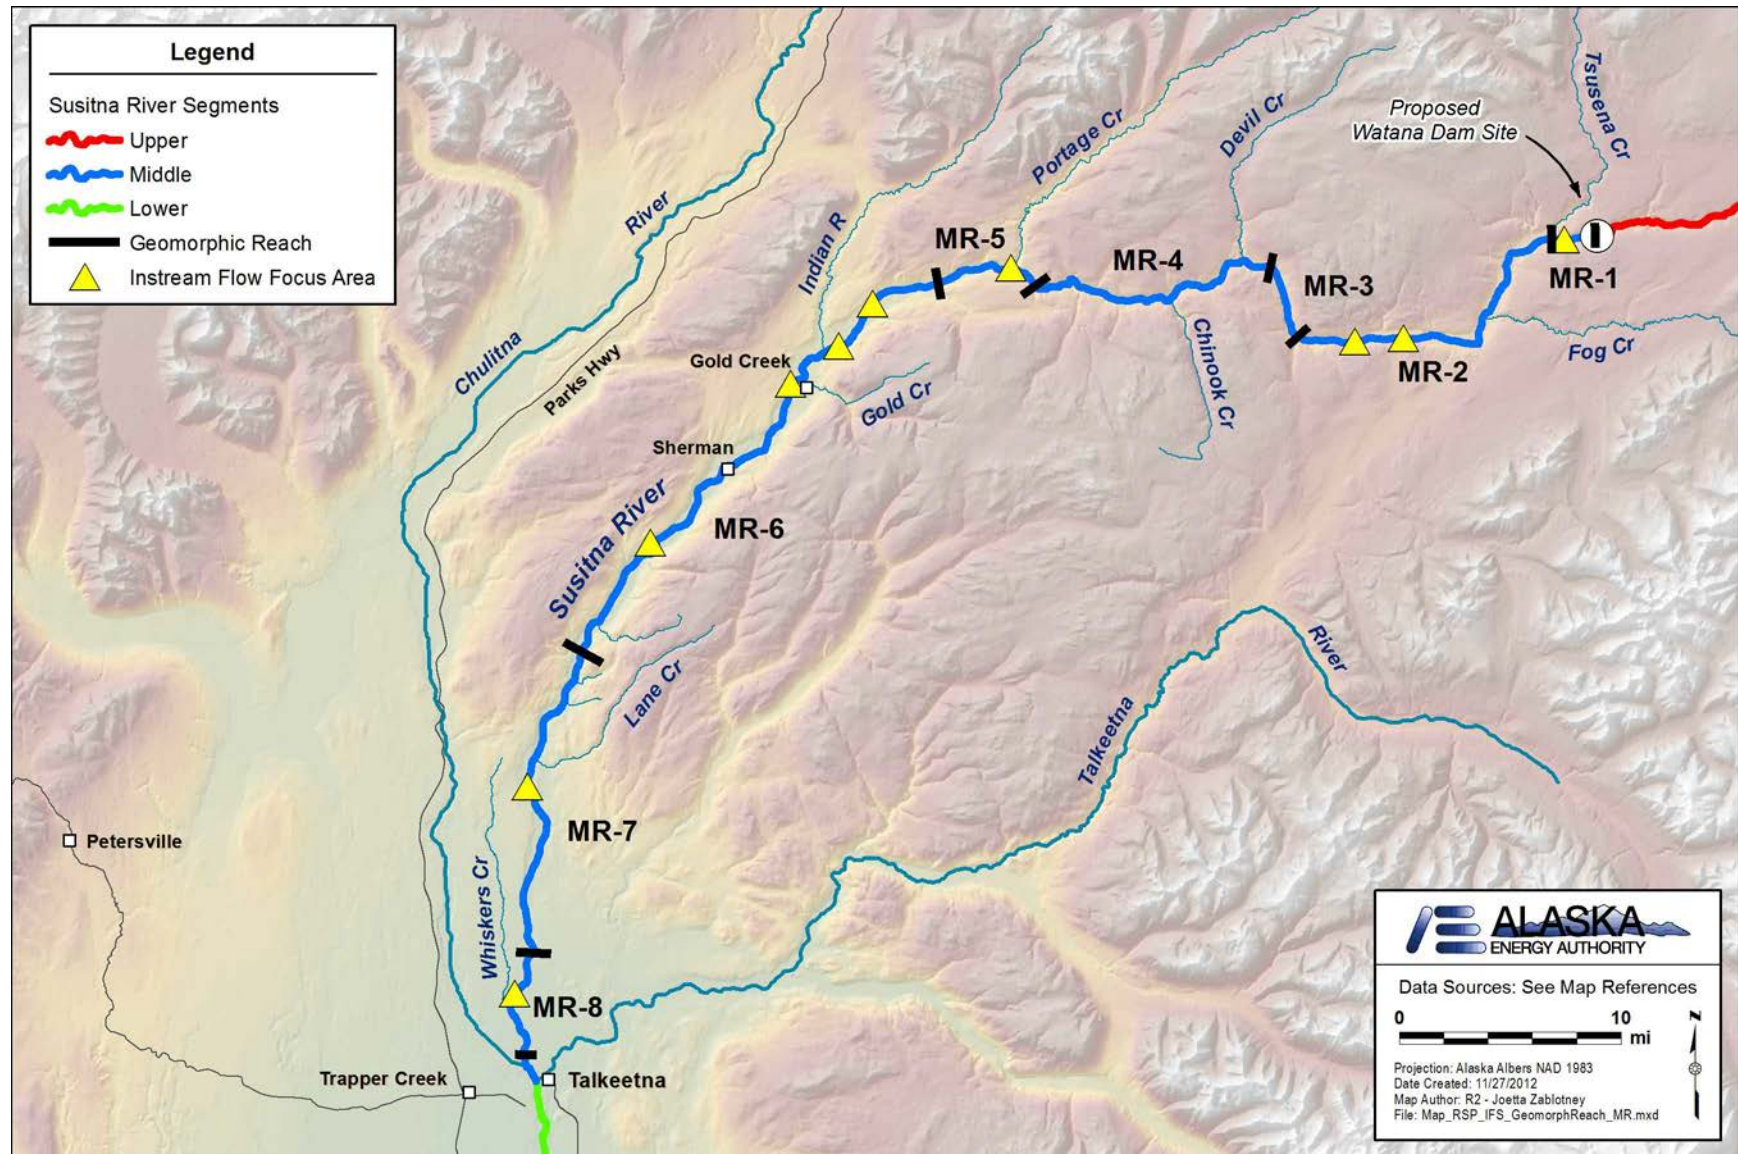 Legend
Susitna River Segments
Upper
Middle
Lower
Geomorphic Reach
Instream Flow Focus Area
Proposed
Watana Dam Site
Tsusena Cr
Devil Cr
Portage Cr
Indian R
River
Chulitna
Parks Hwy
MR-5
MR-4
MR-3
MR-1
MR-2
Fog Cr
Chinook Cr
Gold Creek
Gold Cr
Sherman
Susitna River
MR-6
Lane Cr
River
Talkeetna
Petersville
MR-7
Whiskers Cr
MR-8
Trapper Creek
Talkeetna
ALASKA
ENERGY AUTHORITY
Data Sources: See Map References
0 10
mi
N
Projection: Alaska Albers NAD 1983
Date Created: 11/27/2012
Map Author: R2 - Joetta Zablotney
File: Map_RSP_IFS_GeomorphReach_MR.mxd